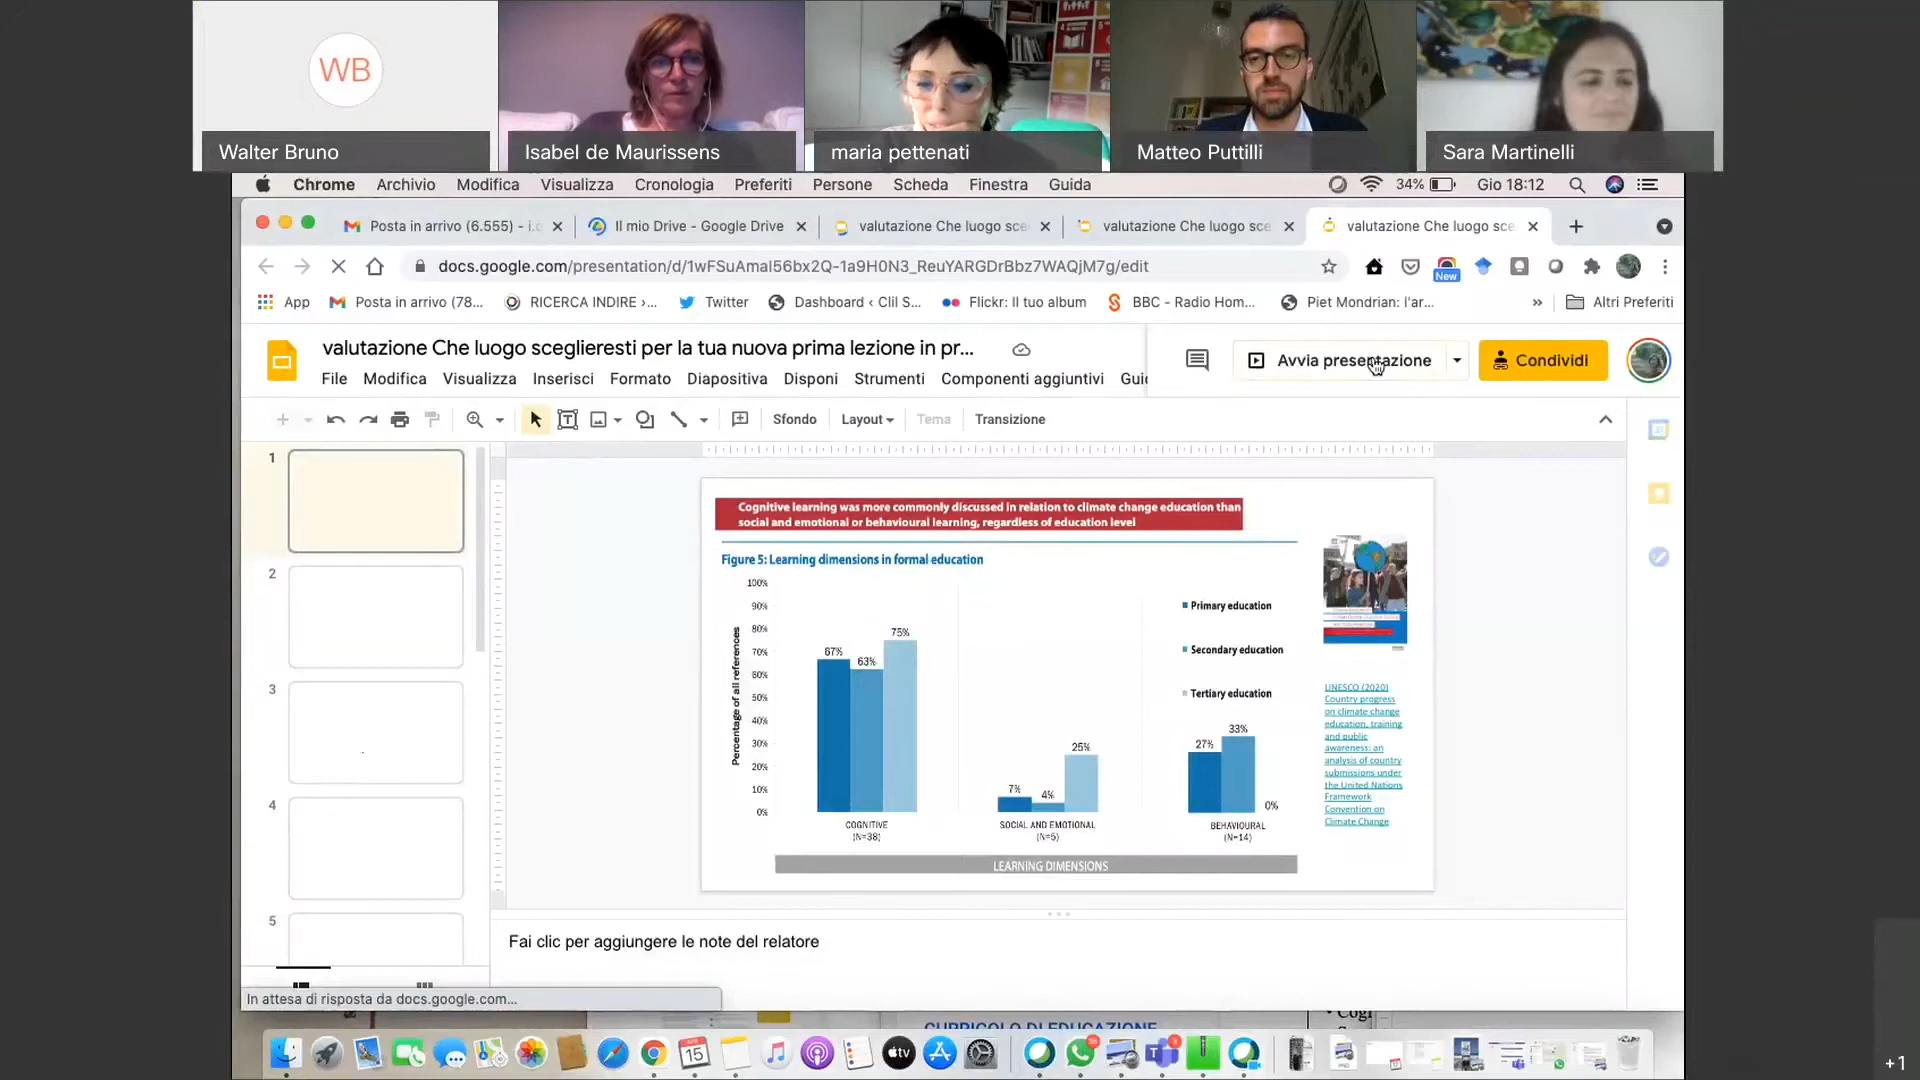 WB
Walter Bruno
Isabel de Maurissens
maria pettenati
Matteo Puttilli
Sara Martinelli
Chrome Archivio Modifica Visualizza Cronologia Preferiti Persone Scheda Finestra Guida
34% Gio 18:12
Posta in arrivo (6.555) - i.c
Il mio Drive - Google Drive
valutazione Che luogo sce
valutazione Che luogo sce
valutazione Che luogo sce
docs.google.com/presentation/d/1wFSuAmal56bx2Q-1a9H0N3_ReuYARGDrBbz7WAQjM7g/edit
New
App
Posta in arrivo (78...
RICERCA INDIRE ›...
Twitter
Dashboard ‹ Clil S...
Flickr: Il tuo album
BBC - Radio Hom...
Piet Mondrian: l'ar...
»
Altri Preferiti
valutazione Che luogo sceglieresti per la tua nuova prima lezione in pr...
File Modifica Visualizza Inserisci Formato Diapositiva Disponi Strumenti Componenti aggiuntivi Gui
Avvia presentazione
Condividi
Sfondo Layout Tema Transizione
1
2
3
4
5
Cognitive learning was more commonly discussed in relation to climate change education than
social and emotional or behavioural learning, regardless of education level
Figure 5: Learning dimensions in formal education
Percentage of all references
100%
90%
80%
70%
60%
50%
40%
30%
20%
10%
0%
67%
63%
75%
7%
4%
25%
27%
33%
0%
Primary education
Secondary education
Tertiary education
COGNITIVE
(N=38)
SOCIAL AND EMOTIONAL
(N=5)
BEHAVIOURAL
(N=14)
LEARNING DIMENSIONS
UNESCO (2020)
Country progress
on climate change
education, training
and public
awareness: an
analysis of country
submissions under
the United Nations
Framework
Convention on
Climate Change
Fai clic per aggiungere le note del relatore
In attesa di risposta da docs.google.com...
CURRICOLO DI EDUCAZIONE
15
tv
+1